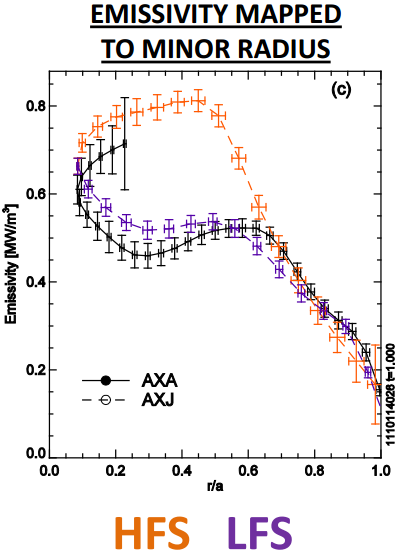 EMISSIVITY MAPPED
TO MINOR RADIUS
(c)
0.8
0.6
0.4
0.2
0.0
Emissivity [MW/m³]
AXA
AXJ
0.0 0.2 0.4 0.6 0.8 1.0
r/a
1110114026 t=1.000
HFS LFS